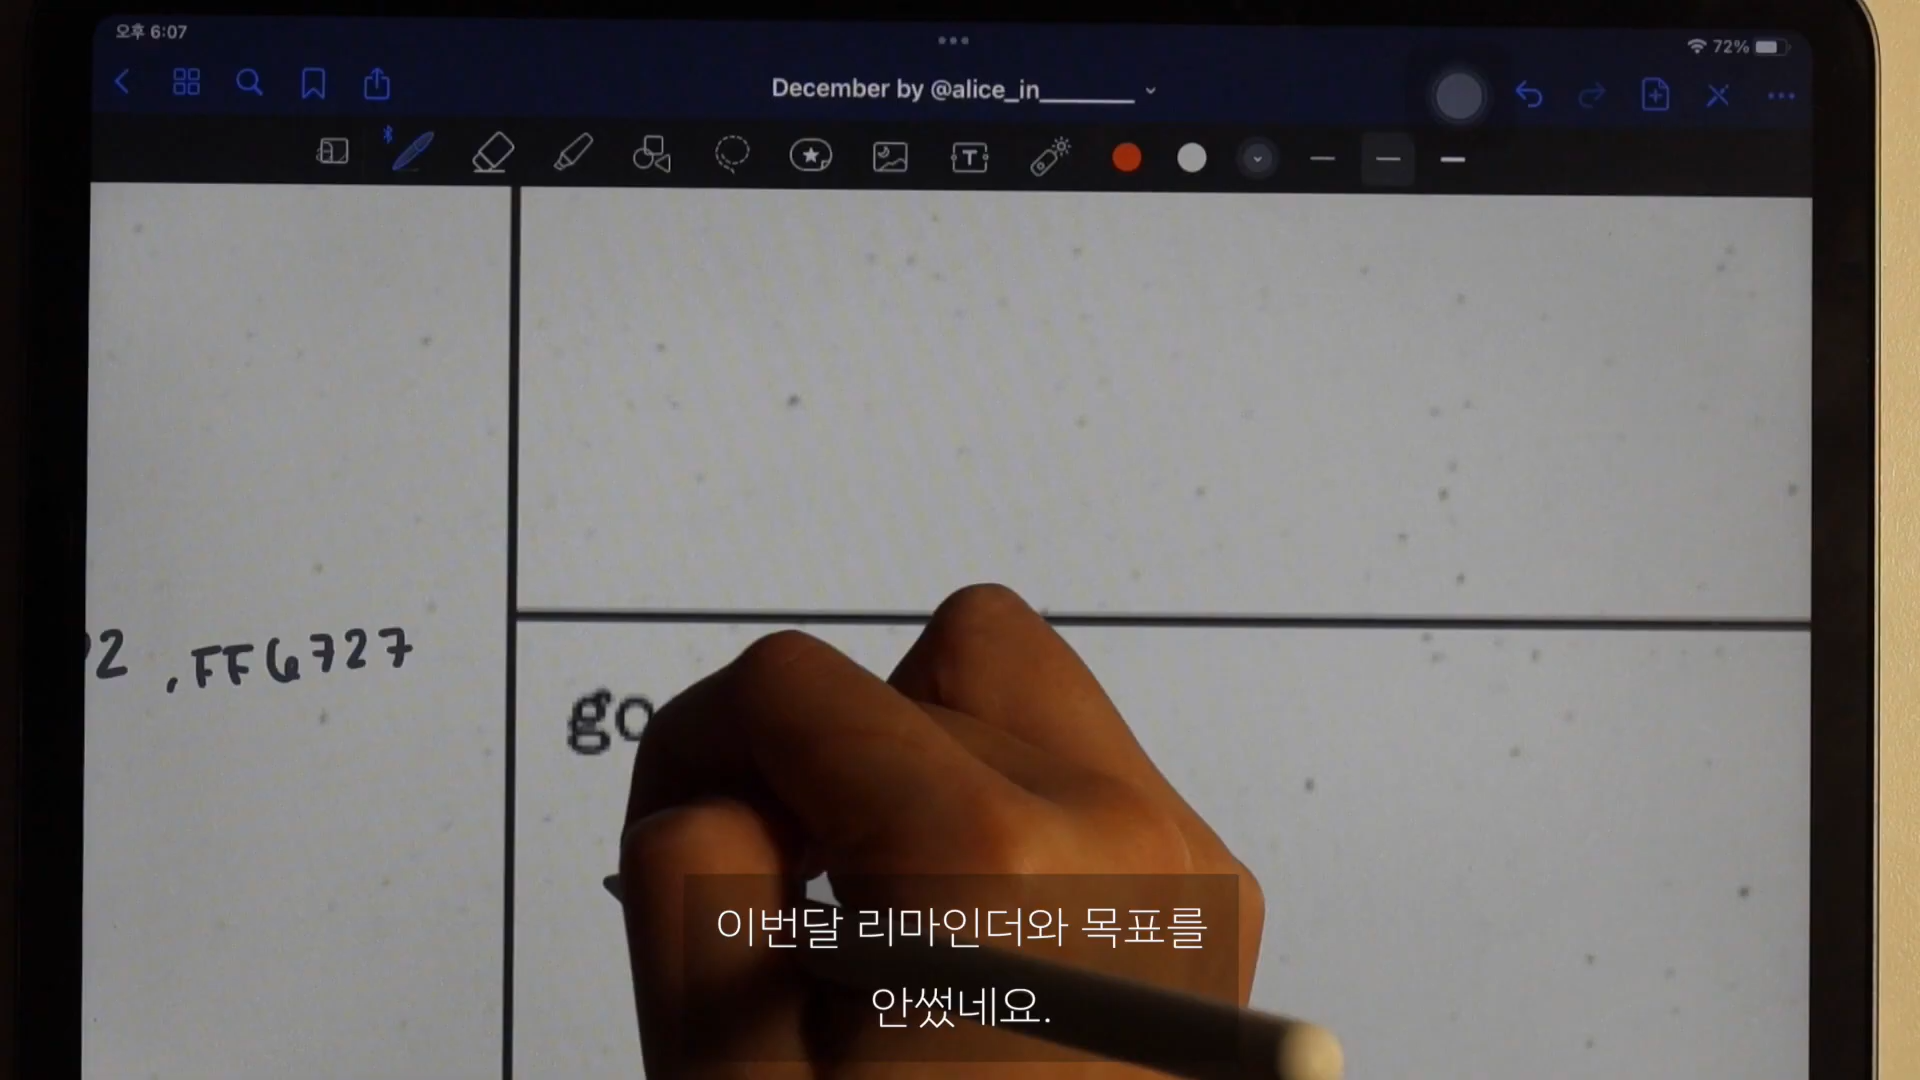 오후 6:07
72%
December by @alice_in_______
2 .FF6727
go
이번달 리마인더와 목표를
안썼네요.